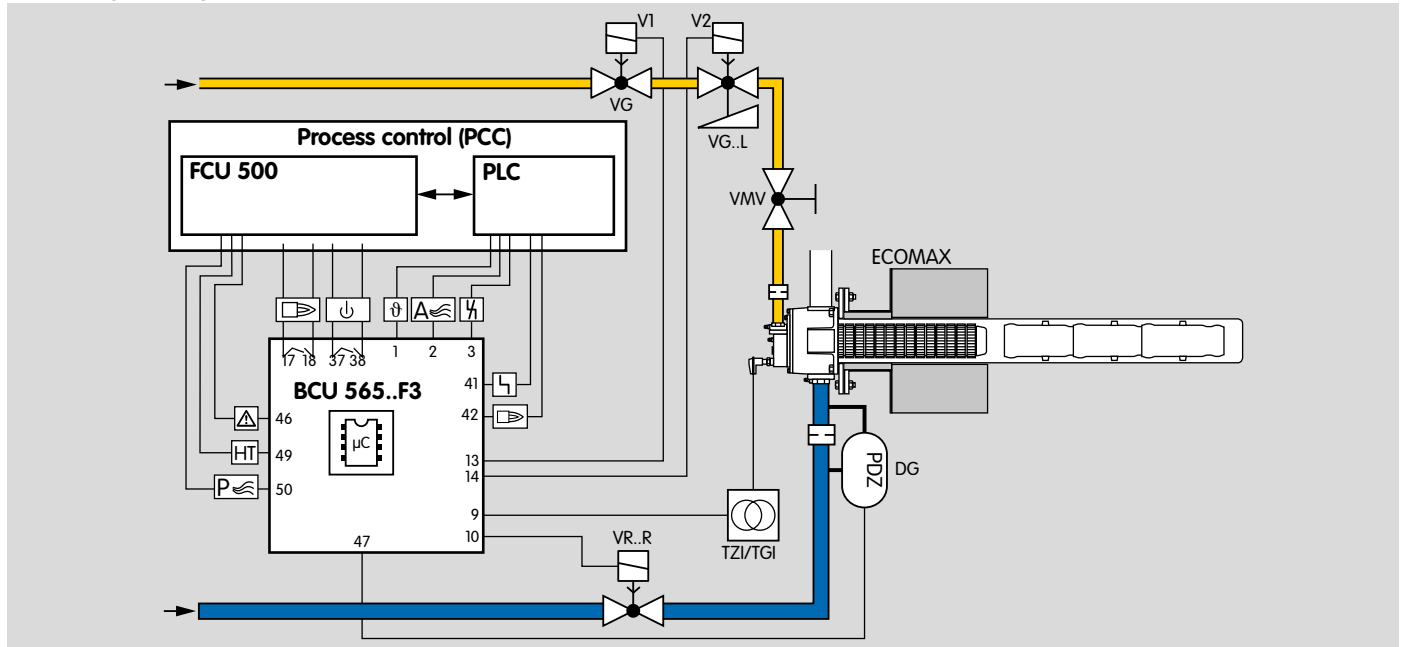 V1
V2
VG
VG..L
Process control (PCC)
FCU 500
PLC
VMV
ECOMAX
ϑ
A
17 18
37 38
1
2
3
BCU 565..F3
41
46
42
µC
HT
49
13
P
50
14
PDZ
DG
9
10
VR..R
TZI/TGI
47